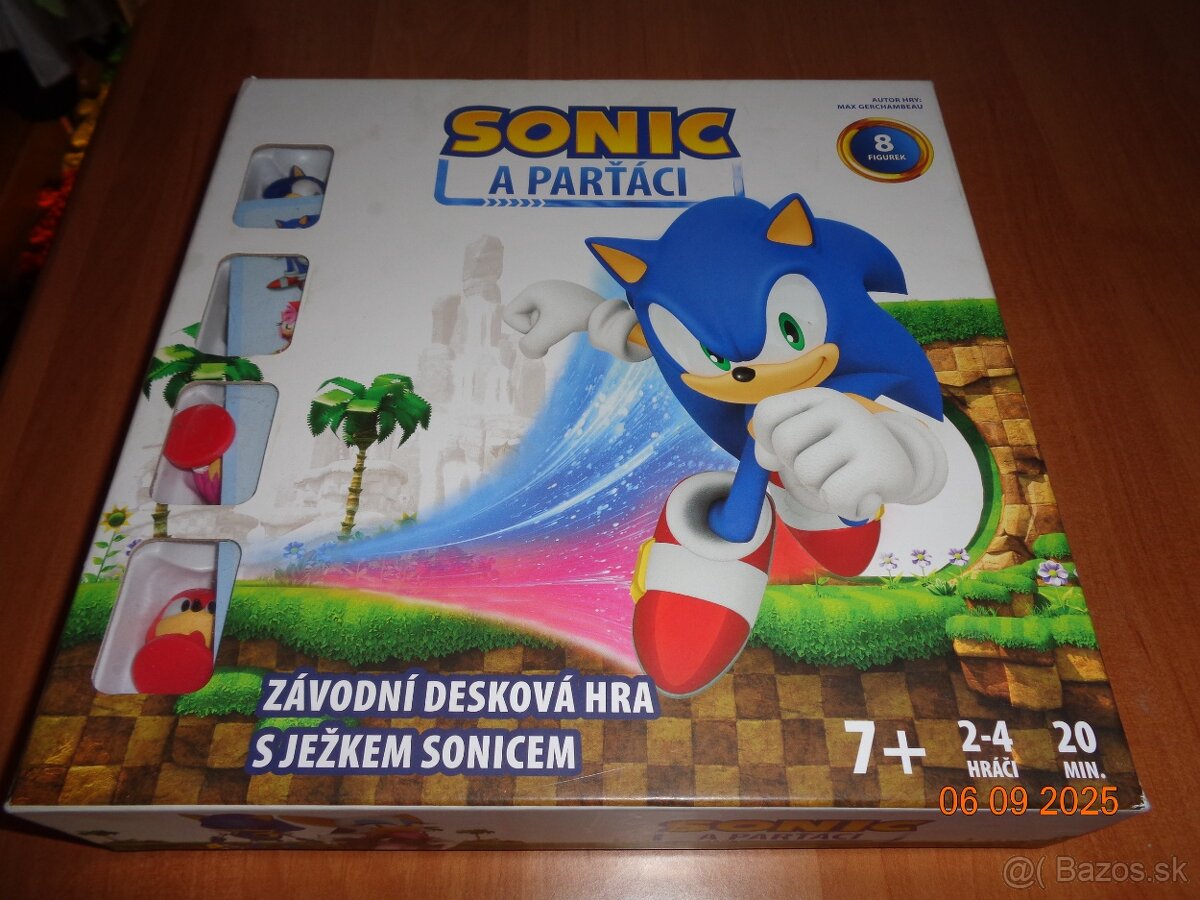 AUTOR HRY:
MAX GERCHAMBEAU
SONIC
A PARŤÁCI
8
FIGUREK
ZÁVODNÍ DESKOVÁ HRA
S JEŽKEM SONICEM
7+
2-4
HRÁČI
20
MIN.
06 09 2025
SONIC
A PARŤÁCI
@( Bazos.sk